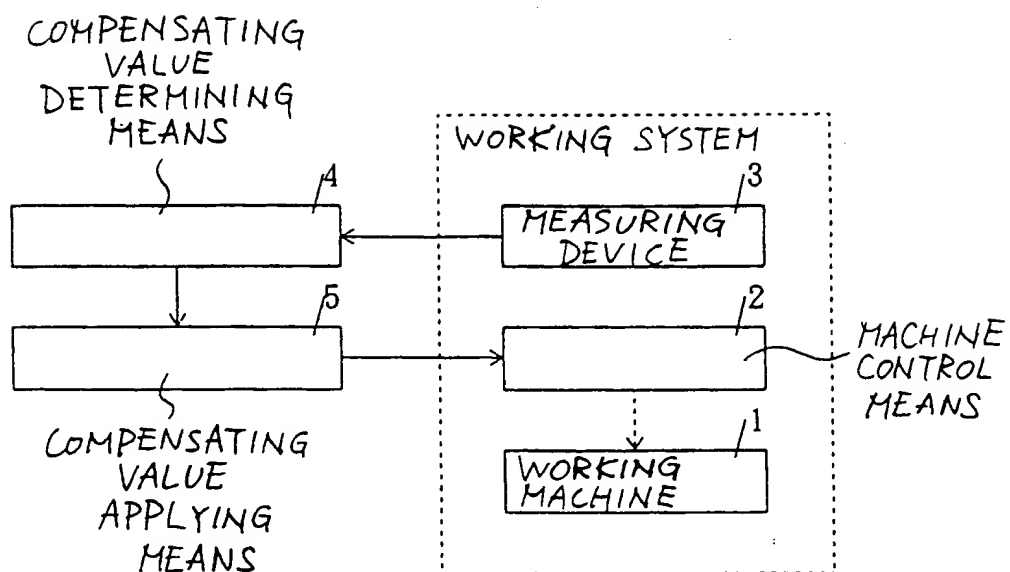 COMPENSATING
VALUE
DETERMINING
MEANS
4
WORKING SYSTEM
3
MEASURING
DEVICE
5
2
MACHINE
CONTROL
MEANS
COMPENSATING
VALUE
APPLYING
MEANS
1
WORKING
MACHINE